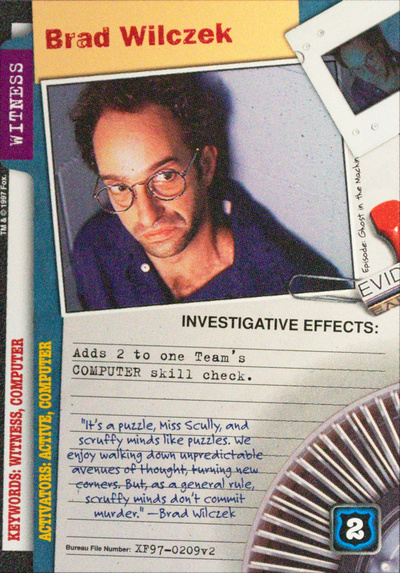 Brad Wilczek
WITNESS
TM & © 1997 Fox.
Episode: Ghost in the Machin
EVID
INVESTIGATIVE EFFECTS:
Adds 2 to one Team's
COMPUTER skill check.
KEYWORDS: WITNESS, COMPUTER
ACTIVATORS: ACTIVE, COMPUTER
"It's a puzzle, Miss Scully, and
scruffy minds like puzzles. We
enjoy walking down unpredictable
avenues of thought, turning new
corners. But, as a general rule,
scruffy minds don't commit
murder." —Brad Wilczek
2
Bureau File Number: XF97-0209v2